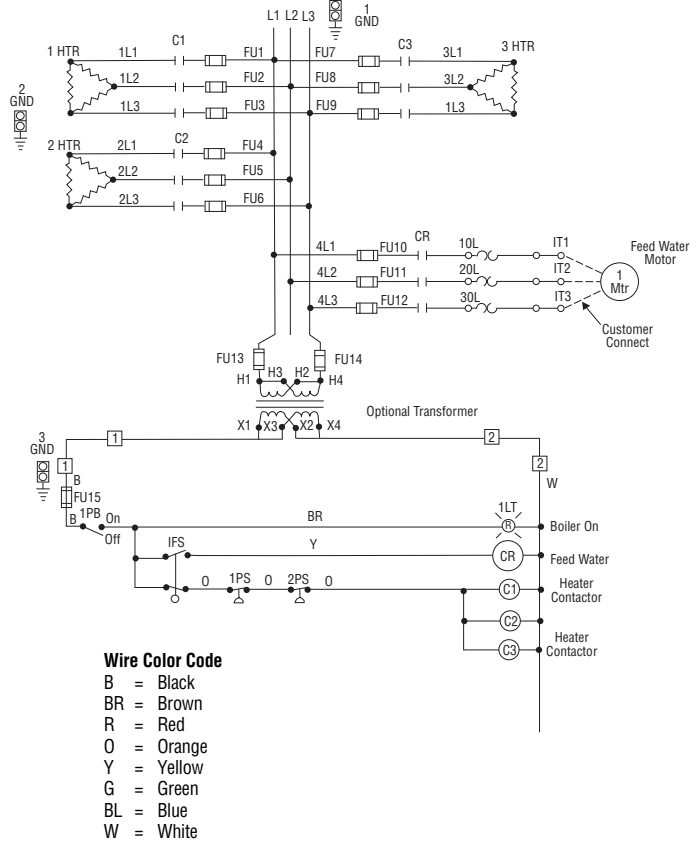 L1 L2 L3
1
GND
1 HTR 1L1 C1 FU1 FU7 C3 3L1 3 HTR
1L2 FU2 FU8 3L2
1L3 FU3 FU9 1L3
2
GND
2 HTR 2L1 C2 FU4
2L2 FU5
2L3 FU6
4L1 FU10 CR 10L IT1
4L2 FU11 20L IT2
4L3 FU12 30L IT3
Feed Water
Motor
1
Mtr
Customer
Connect
FU13 FU14
H1 H3 H2 H4
X1 X3 X2 X4
Optional Transformer
3
GND
1 2
1 2
B W
FU15
B 1PB On
Off
BR
1LT
R
Boiler On
IFS Y CR Feed Water
O 1PS O 2PS O C1 Heater
Contactor
C2
C3 Heater
Contactor
Wire Color Code
B = Black
BR = Brown
R = Red
O = Orange
Y = Yellow
G = Green
BL = Blue
W = White